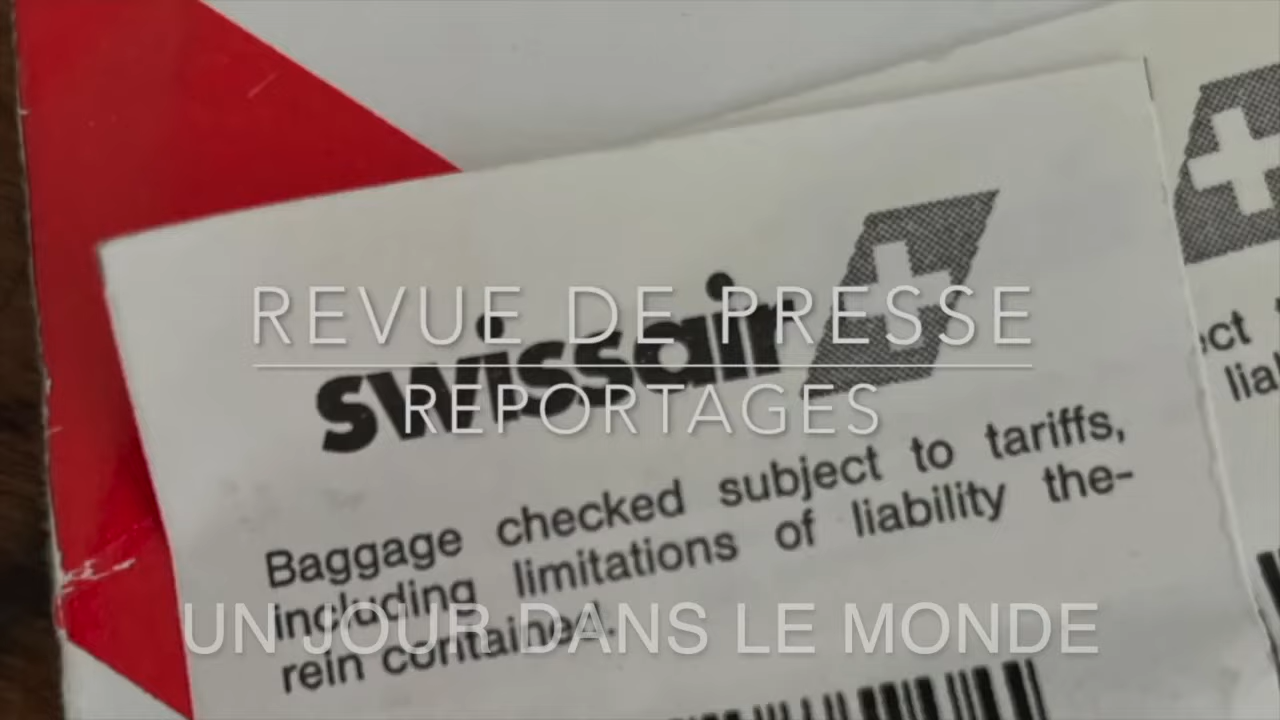 REVUE DE PRESSE
swissair
REPORTAGES
Baggage checked subject to tariffs,
including limitations of liability the-
rein contained.
UN JOUR DANS LE MONDE
ct
lia